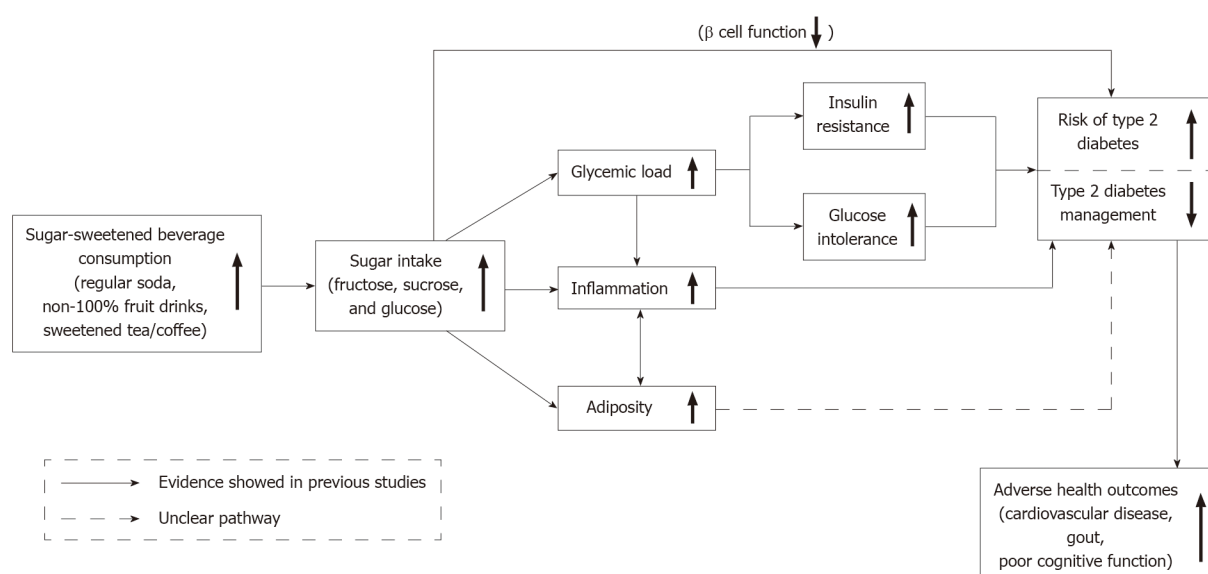 (β cell function )
Insulin
resistance
Risk of type 2
diabetes
Glycemic load
Type 2 diabetes
management
Glucose
intolerance
Sugar-sweetened beverage
consumption
(regular soda,
non-100% fruit drinks,
sweetened tea/coffee)
Sugar intake
(fructose, sucrose,
and glucose)
Inflammation
Adiposity
Evidence showed in previous studies
Unclear pathway
Adverse health outcomes
(cardiovascular disease,
gout,
poor cognitive function)